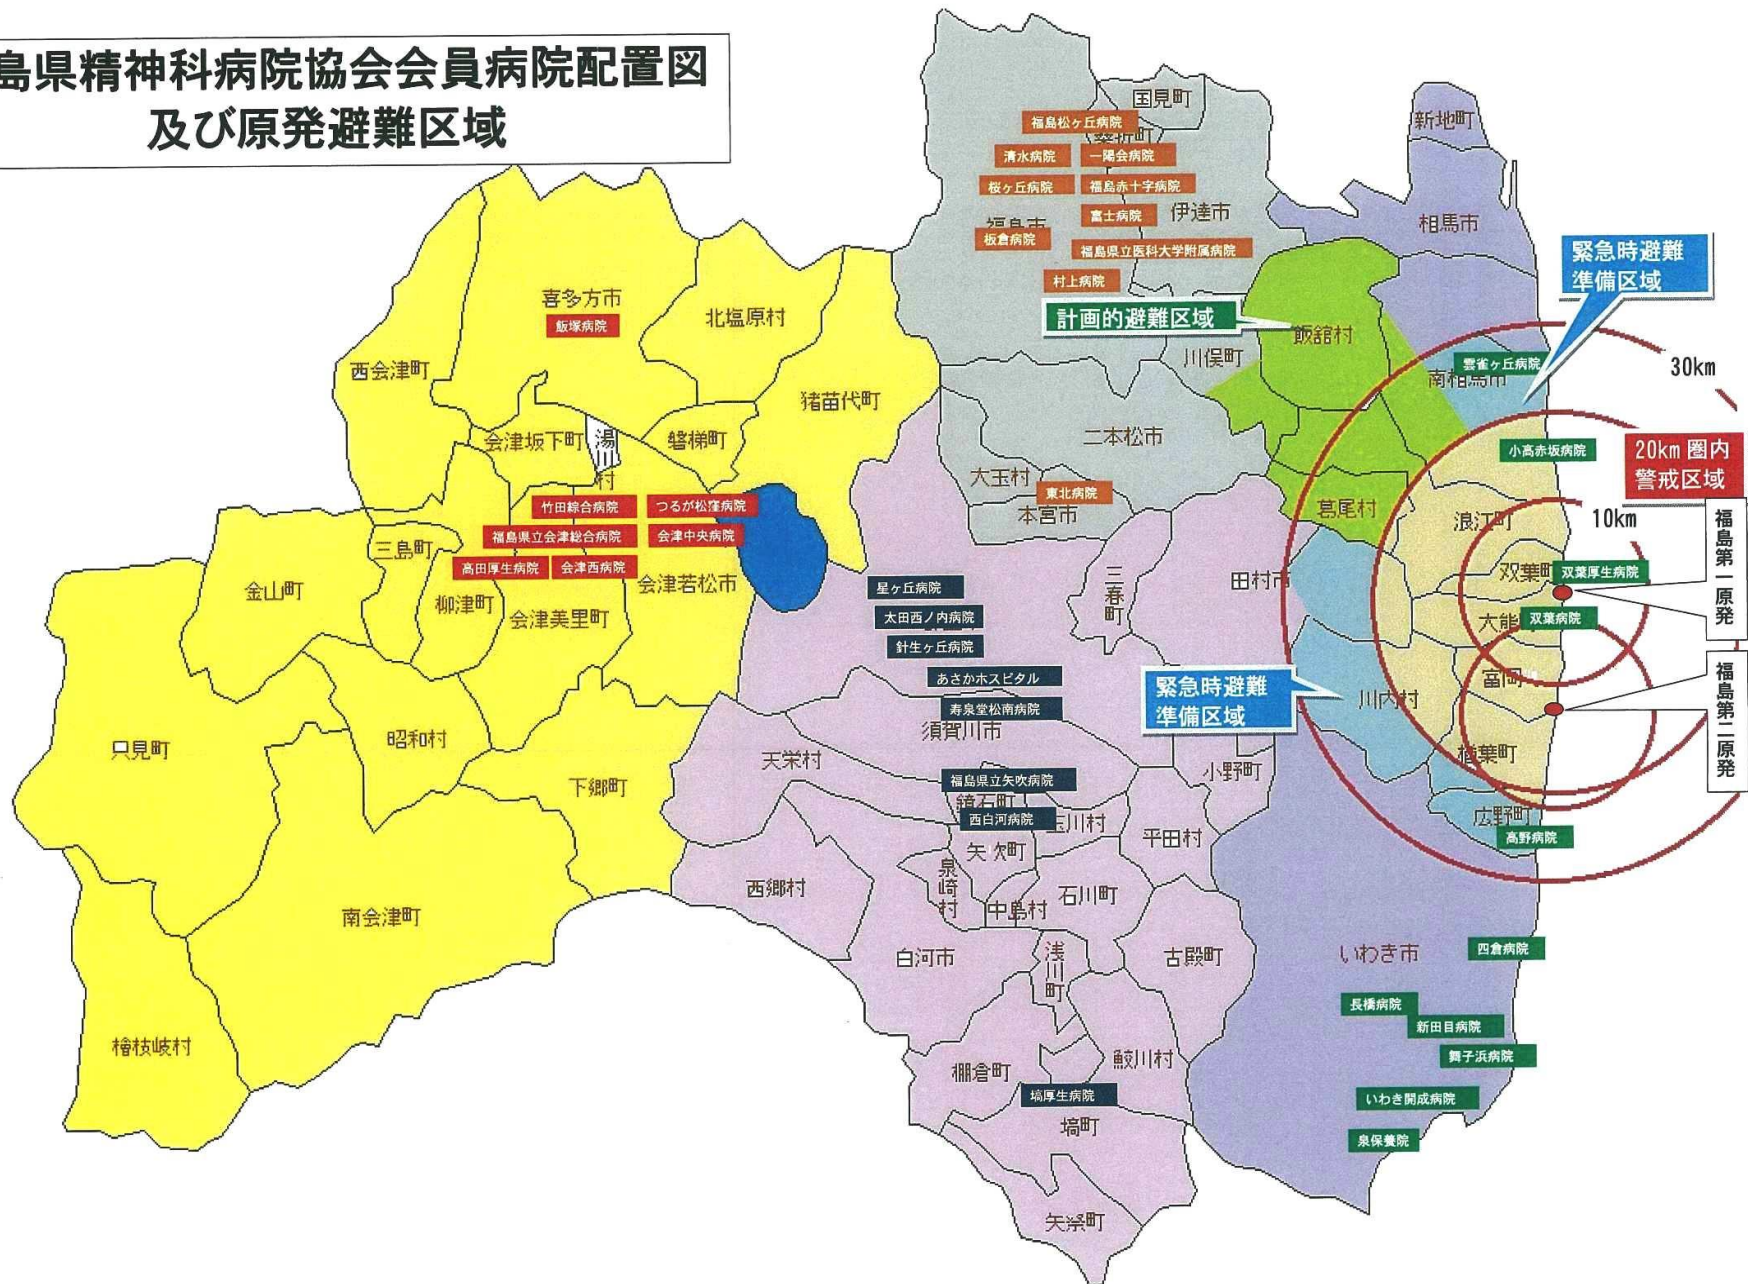 島県精神科病院協会会員病院配置図
及び原発避難区域
国見町
新地町
福島松ヶ丘病院
清水病院
一陽会病院
桜ヶ丘病院
福島赤十字病院
富士病院
伊達市
相馬市
福島市
板倉病院
福島県立医科大学附属病院
村上病院
計画的避難区域
緊急時避難
準備区域
喜多方市
飯塚病院
北塩原村
飯舘村
川俣町
西会津町
猪苗代町
雲雀ヶ丘病院
南相馬市
30km
会津坂下町
湯川
村
磐梯町
二本松市
大玉村
東北病院
本宮市
小高赤坂病院
20km圏内
警戒区域
葛尾村
浪江町
10km
福島第一原発
竹田綜合病院
つるが松窪病院
福島県立会津総合病院
会津中央病院
高田厚生病院
会津西病院
三島町
金山町
柳津町
会津美里町
会津若松市
星ヶ丘病院
太田西ノ内病院
針生ヶ丘病院
あさかホスピタル
寿泉堂松南病院
三春町
田村市
双葉町
双葉厚生病院
双葉病院
富岡
福島第二原発
緊急時避難
準備区域
川内村
楢葉町
須賀川市
天栄村
小野町
只見町
昭和村
下郷町
福島県立矢吹病院
鏡石町
西白河病院
玉川村
平田村
広野町
高野病院
矢吹町
泉崎村
西郷村
中島村
石川町
南会津町
白河市
浅川町
古殿町
いわき市
四倉病院
長橋病院
新田目病院
舞子浜病院
いわき開成病院
泉保養院
檜枝岐村
棚倉町
鮫川村
塙厚生病院
塙町
矢祭町